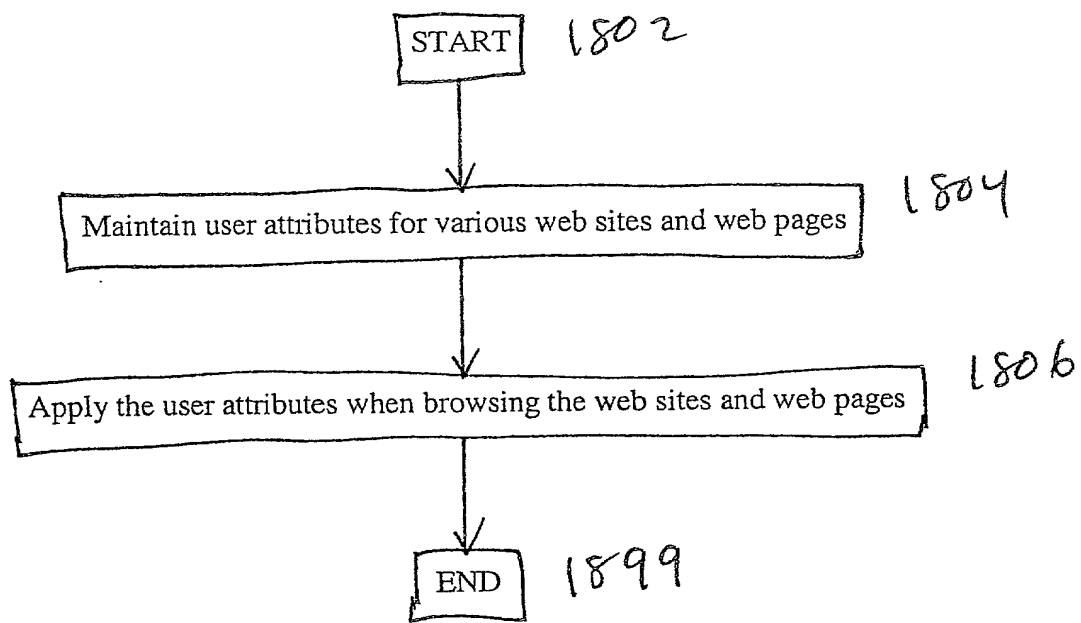 START 1802
Maintain user attributes for various web sites and web pages 1804
Apply the user attributes when browsing the web sites and web pages 1806
END 1899